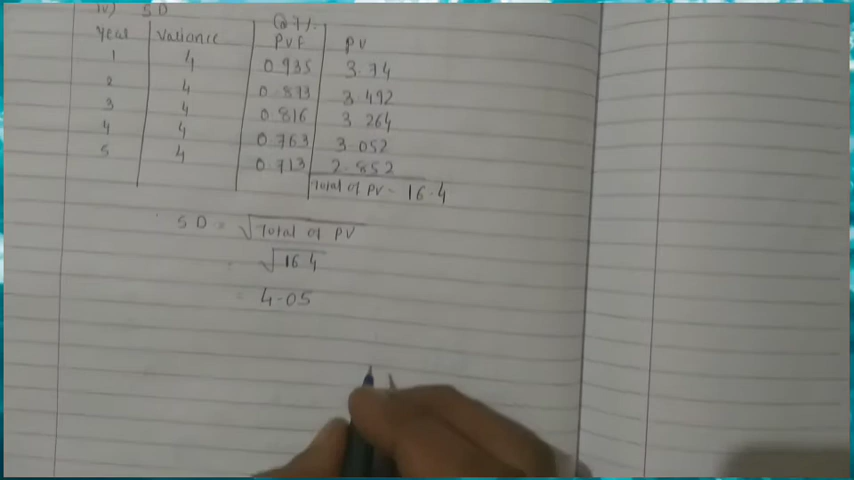 iv) SD
@ 7%
Year Variance PVF PV
1 4 0.935 3.74
2 4 0.873 3.492
3 4 0.816 3.264
4 4 0.763 3.052
5 4 0.713 2.852
Total of PV - 16.4
SD = √Total of PV
= √16.4
= 4.05